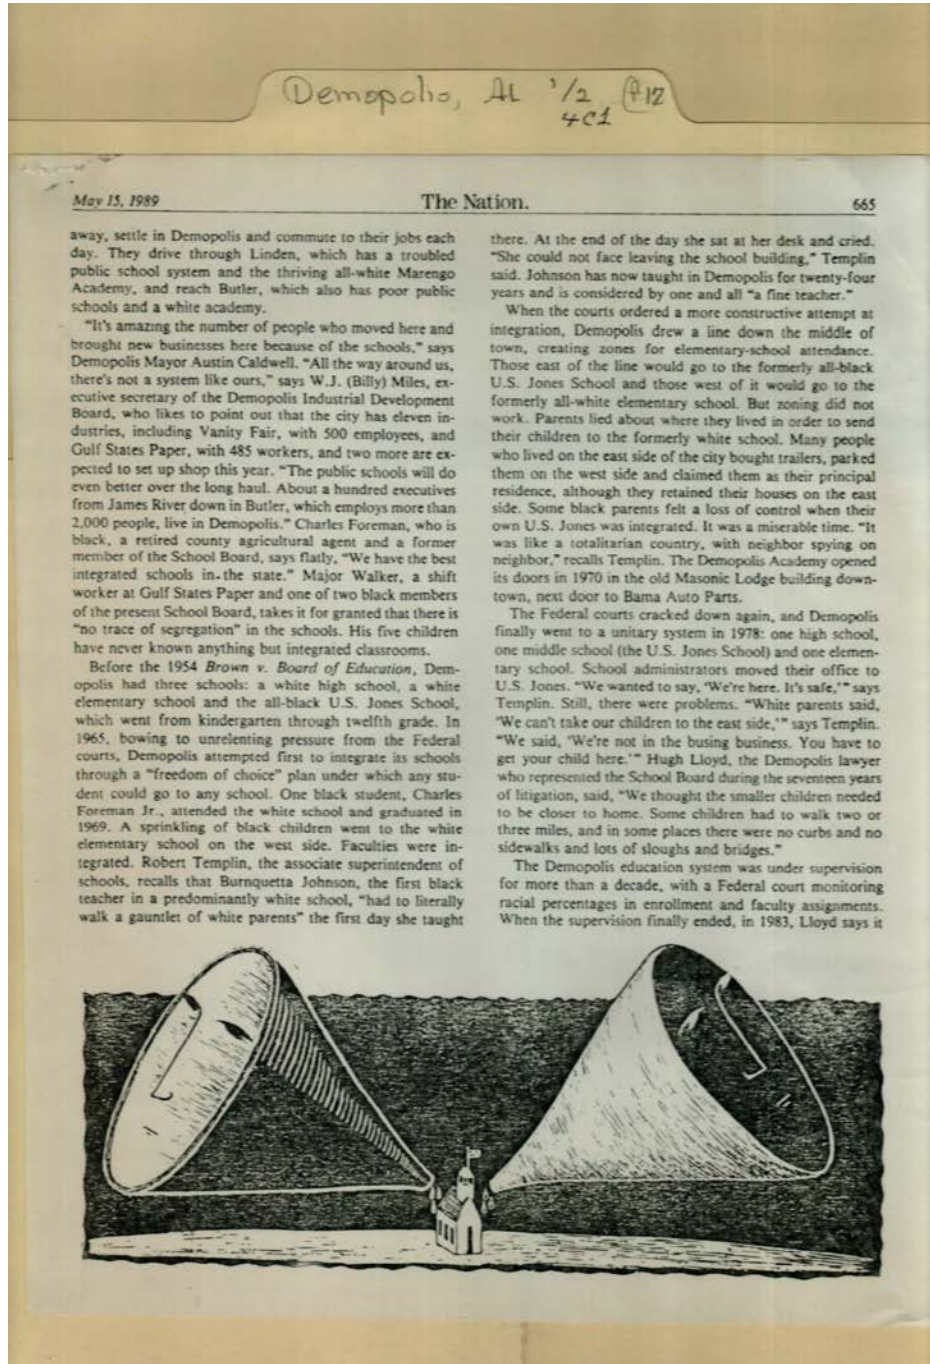 Demopolis, AL 1/2 P12
4C1
May 15, 1989 The Nation. 665
away, settle in Demopolis and commute to their jobs each
day. They drive through Linden, which has a troubled
public school system and the thriving all-white Marengo
Academy, and reach Butler, which also has poor public
schools and a white academy.
"It's amazing the number of people who moved here and
brought new businesses here because of the schools," says
Demopolis Mayor Austin Caldwell. "All the way around us,
there's not a system like ours," says W.J. (Billy) Miles, ex-
ecutive secretary of the Demopolis Industrial Development
Board, who likes to point out that the city has eleven in-
dustries, including Vanity Fair, with 500 employees, and
Gulf States Paper, with 485 workers, and two more are ex-
pected to set up shop this year. "The public schools will do
even better over the long haul. About a hundred executives
from James River down in Butler, which employs more than
2,000 people, live in Demopolis." Charles Foreman, who is
black, a retired county agricultural agent and a former
member of the School Board, says flatly, "We have the best
integrated schools in the state." Major Walker, a shift
worker at Gulf States Paper and one of two black members
of the present School Board, takes it for granted that there is
"no trace of segregation" in the schools. His five children
have never known anything but integrated classrooms.
Before the 1954 Brown v. Board of Education, Dem-
opolis had three schools: a white high school, a white
elementary school and the all-black U.S. Jones School,
which went from kindergarten through twelfth grade. In
1965, bowing to unrelenting pressure from the Federal
courts, Demopolis attempted first to integrate its schools
through a "freedom of choice" plan under which any stu-
dent could go to any school. One black student, Charles
Foreman Jr., attended the white school and graduated in
1969. A sprinkling of black children went to the white
elementary school on the west side. Faculties were in-
tegrated. Robert Templin, the associate superintendent of
schools, recalls that Burnquetta Johnson, the first black
teacher in a predominantly white school, "had to literally
walk a gauntlet of white parents" the first day she taught
there. At the end of the day she sat at her desk and cried.
"She could not face leaving the school building," Templin
said. Johnson has now taught in Demopolis for twenty-four
years and is considered by one and all "a fine teacher."
When the courts ordered a more constructive attempt at
integration, Demopolis drew a line down the middle of
town, creating zones for elementary-school attendance.
Those east of the line would go to the formerly all-black
U.S. Jones School and those west of it would go to the
formerly all-white elementary school. But zoning did not
work. Parents lied about where they lived in order to send
their children to the formerly white school. Many people
who lived on the east side of the city bought trailers, parked
them on the west side and claimed them as their principal
residence, although they retained their houses on the east
side. Some black parents felt a loss of control when their
own U.S. Jones was integrated. It was a miserable time. "It
was like a totalitarian country, with neighbor spying on
neighbor," recalls Templin. The Demopolis Academy opened
its doors in 1970 in the old Masonic Lodge building down-
town, next door to Bama Auto Parts.
The Federal courts cracked down again, and Demopolis
finally went to a unitary system in 1978: one high school,
one middle school (the U.S. Jones School) and one elemen-
tary school. School administrators moved their office to
U.S. Jones. "We wanted to say, 'We're here. It's safe,'" says
Templin. Still, there were problems. "White parents said,
'We can't take our children to the east side,'" says Templin.
"We said, 'We're not in the busing business. You have to
get your child here.'" Hugh Lloyd, the Demopolis lawyer
who represented the School Board during the seventeen years
of litigation, said, "We thought the smaller children needed
to be closer to home. Some children had to walk two or
three miles, and in some places there were no curbs and no
sidewalks and lots of sloughs and bridges."
The Demopolis education system was under supervision
for more than a decade, with a Federal court monitoring
racial percentages in enrollment and faculty assignments.
When the supervision finally ended, in 1983, Lloyd says it